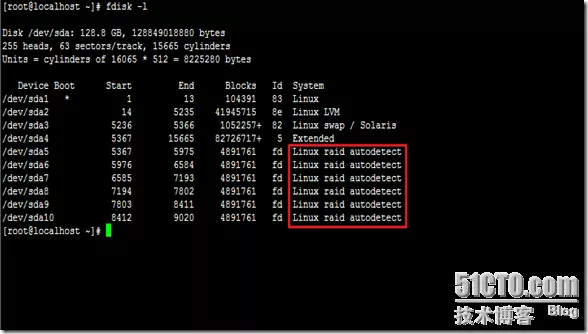 [root@localhost ~]# fdisk -l
Disk /dev/sda: 128.8 GB, 128849018880 bytes
255 heads, 63 sectors/track, 15665 cylinders
Units = cylinders of 16065 * 512 = 8225280 bytes
Device Boot Start End Blocks Id System
/dev/sda1 * 1 13 104391 83 Linux
/dev/sda2 14 5235 41945715 8e Linux LVM
/dev/sda3 5236 5366 1052257+ 82 Linux swap / Solaris
/dev/sda4 5367 15665 82726717+ 5 Extended
/dev/sda5 5367 5975 4891761 fd Linux raid autodetect
/dev/sda6 5976 6584 4891761 fd Linux raid autodetect
/dev/sda7 6585 7193 4891761 fd Linux raid autodetect
/dev/sda8 7194 7802 4891761 fd Linux raid autodetect
/dev/sda9 7803 8411 4891761 fd Linux raid autodetect
/dev/sda10 8412 9020 4891761 fd Linux raid autodetect
[root@localhost ~]#
51CTO.com
技术博客 Blog